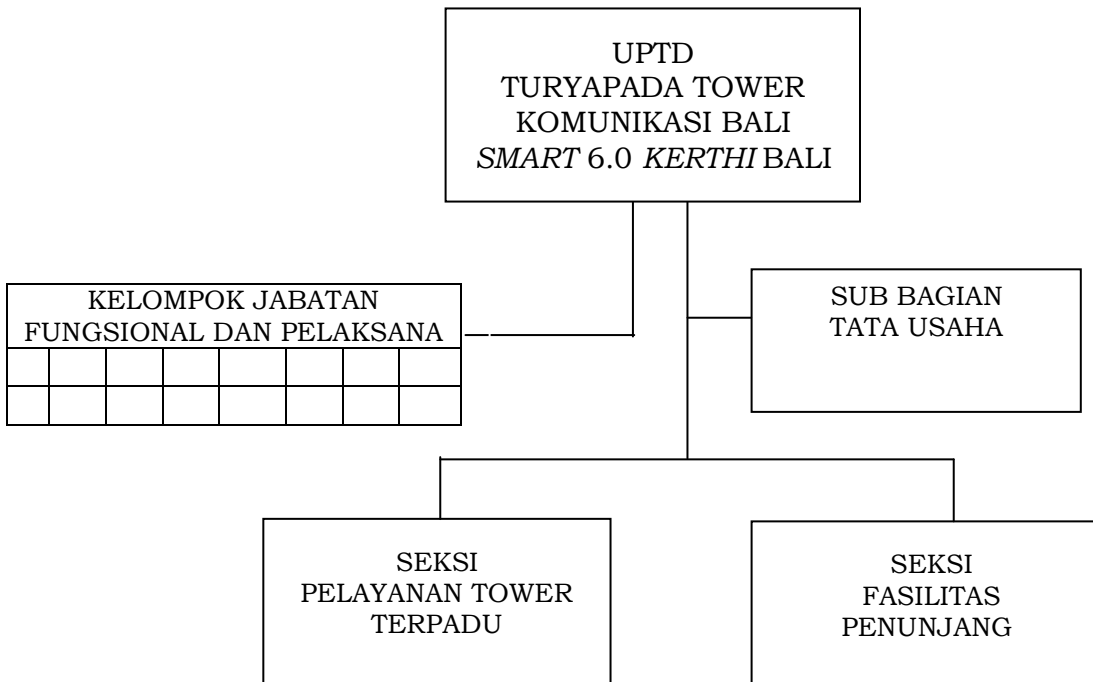 UPTD
TURYAPADA TOWER
KOMUNIKASI BALI
SMART 6.0 KERTHI BALI
KELOMPOK JABATAN
FUNGSIONAL DAN PELAKSANA
SUB BAGIAN
TATA USAHA
SEKSI
PELAYANAN TOWER
TERPADU
SEKSI
FASILITAS
PENUNJANG